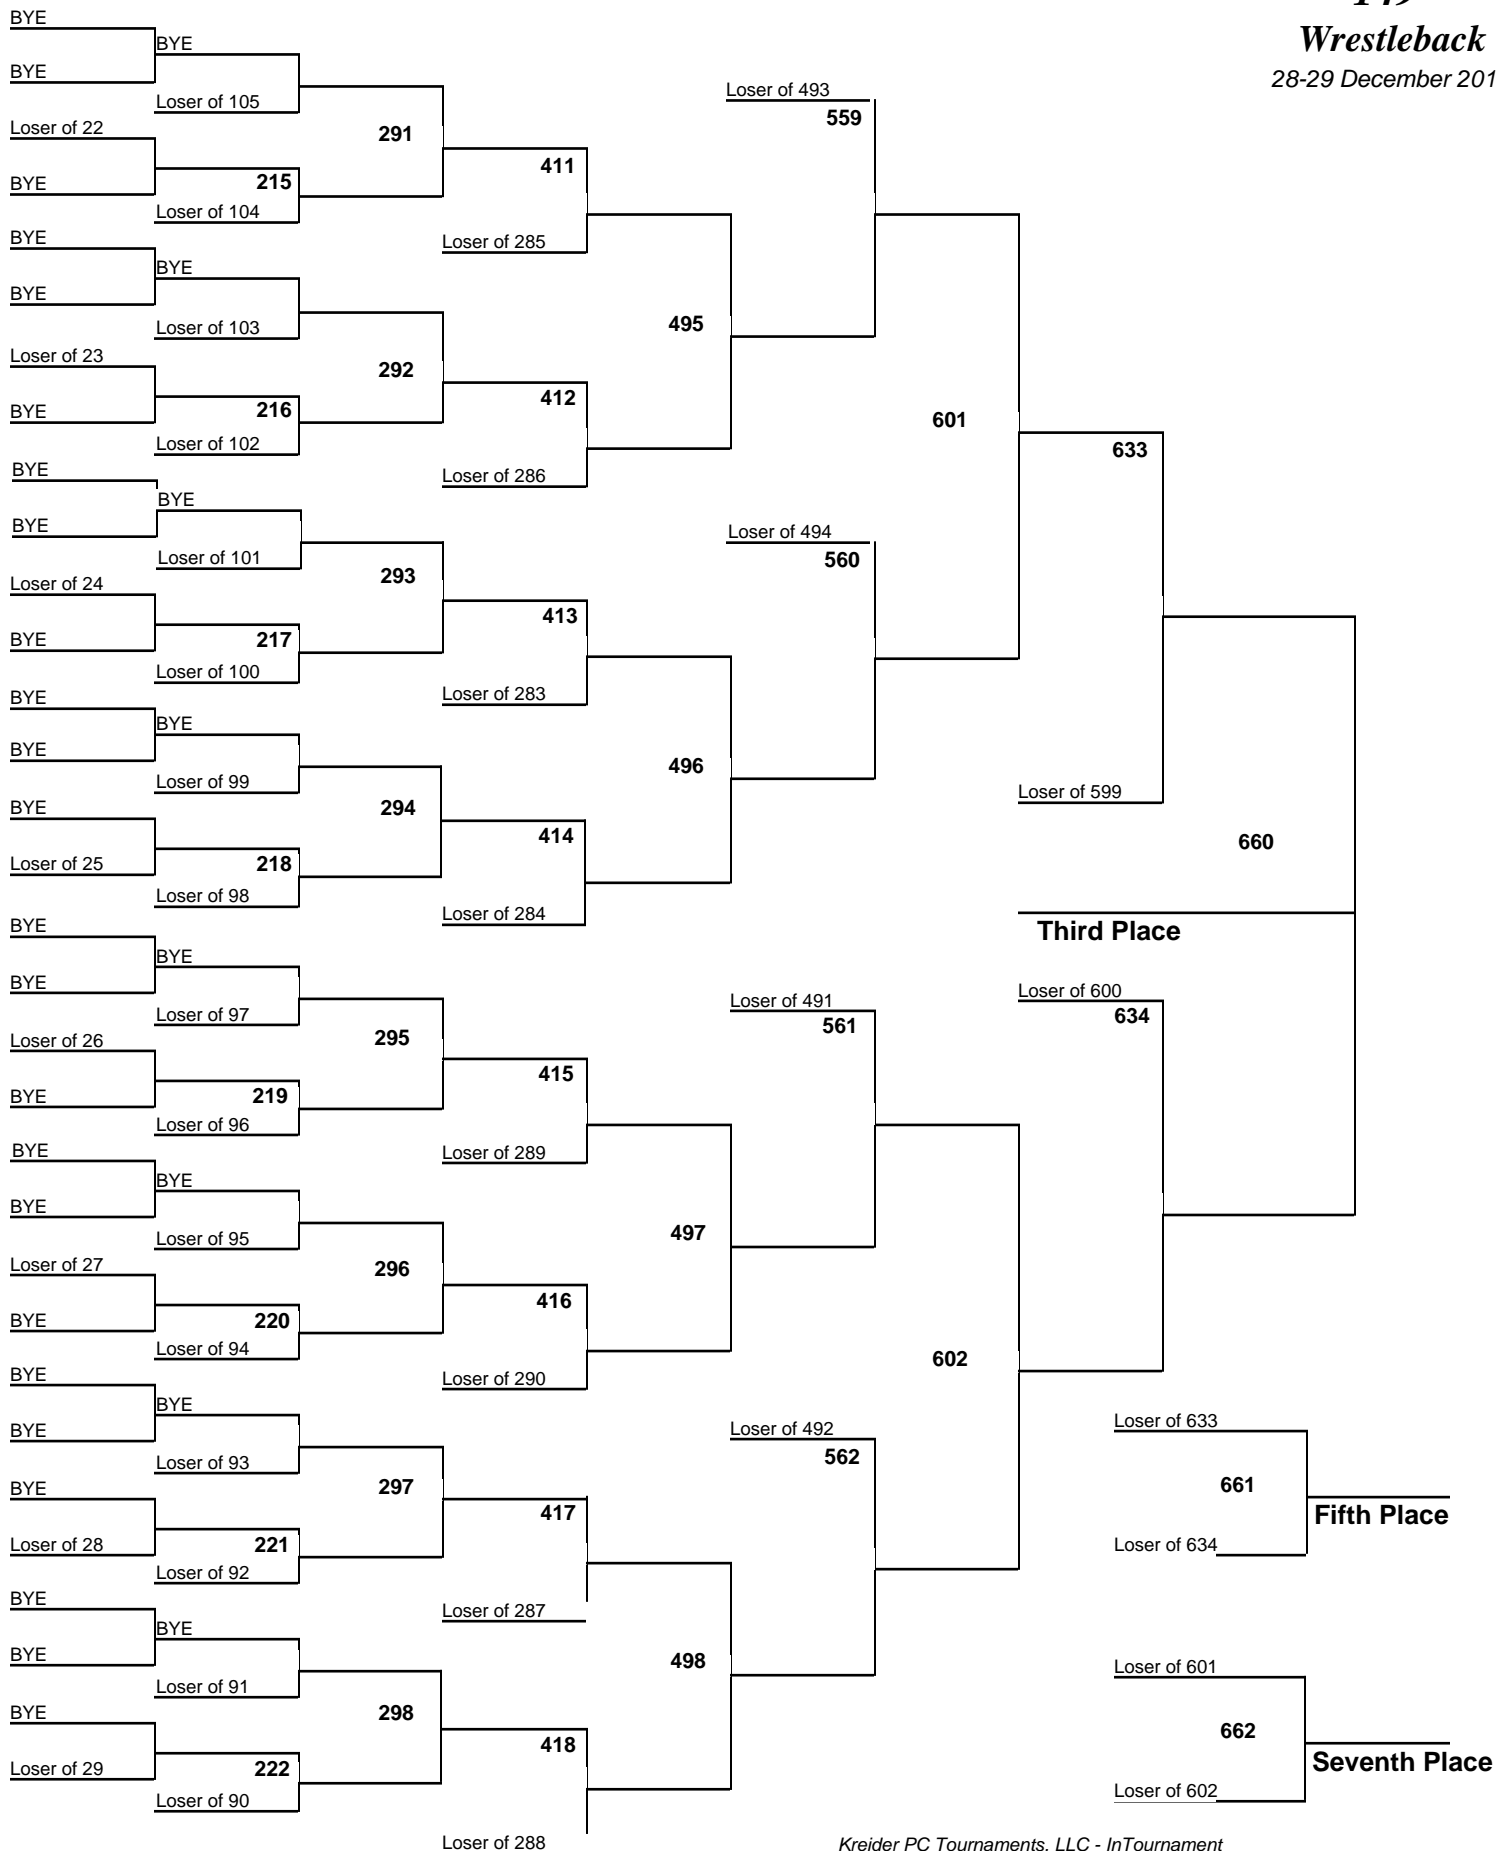 Wrestleback
28-29 December 201
BYE
BYE
BYE
Loser of 105
Loser of 22
BYE
215
Loser of 104
291
BYE
BYE
BYE
Loser of 103
Loser of 23
BYE
216
Loser of 102
292
BYE
BYE
BYE
Loser of 101
Loser of 24
BYE
217
Loser of 100
293
BYE
BYE
BYE
Loser of 99
BYE
Loser of 25
218
Loser of 98
294
BYE
BYE
BYE
Loser of 97
Loser of 26
BYE
219
Loser of 96
295
BYE
BYE
BYE
Loser of 95
Loser of 27
BYE
220
Loser of 94
296
BYE
BYE
BYE
Loser of 93
BYE
Loser of 28
221
Loser of 92
297
BYE
BYE
BYE
Loser of 91
BYE
Loser of 29
222
Loser of 90
298
411
Loser of 285
412
Loser of 286
413
Loser of 283
414
Loser of 284
415
Loser of 289
416
Loser of 290
417
Loser of 287
418
Loser of 288
495
496
497
498
Loser of 493
559
Loser of 494
560
Loser of 491
561
Loser of 492
562
601
602
633
Loser of 599
660
Third Place
Loser of 600
634
Loser of 633
661
Fifth Place
Loser of 634
Loser of 601
662
Seventh Place
Loser of 602
Kreider PC Tournaments, LLC - InTournament